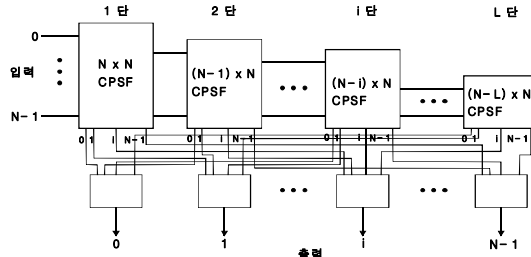 1 단 2 단 i 단 L 단
0
입력
N-1
N x N
CPSF
(N-1) x N
CPSF
(N-i) x N
CPSF
(N-L) x N
CPSF
0 1 i N-1 0 1 i N-1 0 1 i N-1 0 1 i N-1
0 1 i N-1
출력